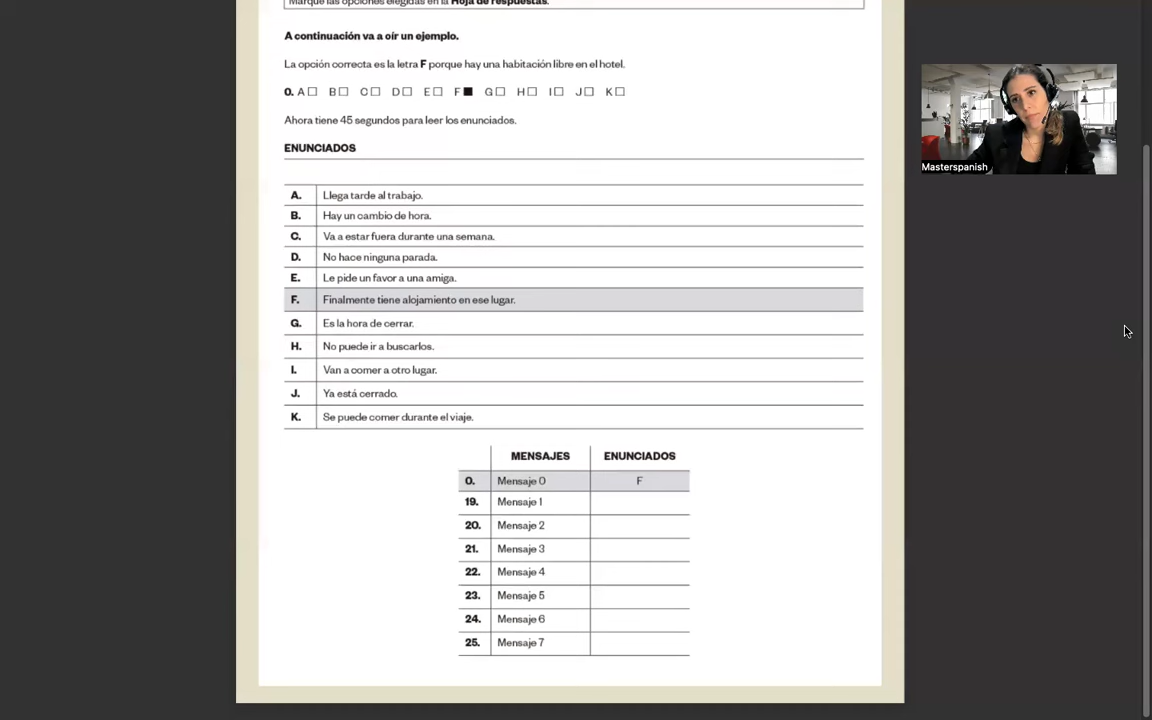 Marque las opciones elegidas en la Hoja de respuestas.
A continuación va a oír un ejemplo.
La opción correcta es la letra F porque hay una habitación libre en el hotel.
0. A☐ B☐ C☐ D☐ E☐ F■ G☐ H☐ I☐ J☐ K☐
Ahora tiene 45 segundos para leer los enunciados.
ENUNCIADOS
A. Llega tarde al trabajo.
B. Hay un cambio de hora.
C. Va a estar fuera durante una semana.
D. No hace ninguna parada.
E. Le pide un favor a una amiga.
F. Finalmente tiene alojamiento en ese lugar.
G. Es la hora de cerrar.
H. No puede ir a buscarlos.
I. Van a comer a otro lugar.
J. Ya está cerrado.
K. Se puede comer durante el viaje.
MENSAJES ENUNCIADOS
0. Mensaje 0 F
19. Mensaje 1
20. Mensaje 2
21. Mensaje 3
22. Mensaje 4
23. Mensaje 5
24. Mensaje 6
25. Mensaje 7
Masterspanish